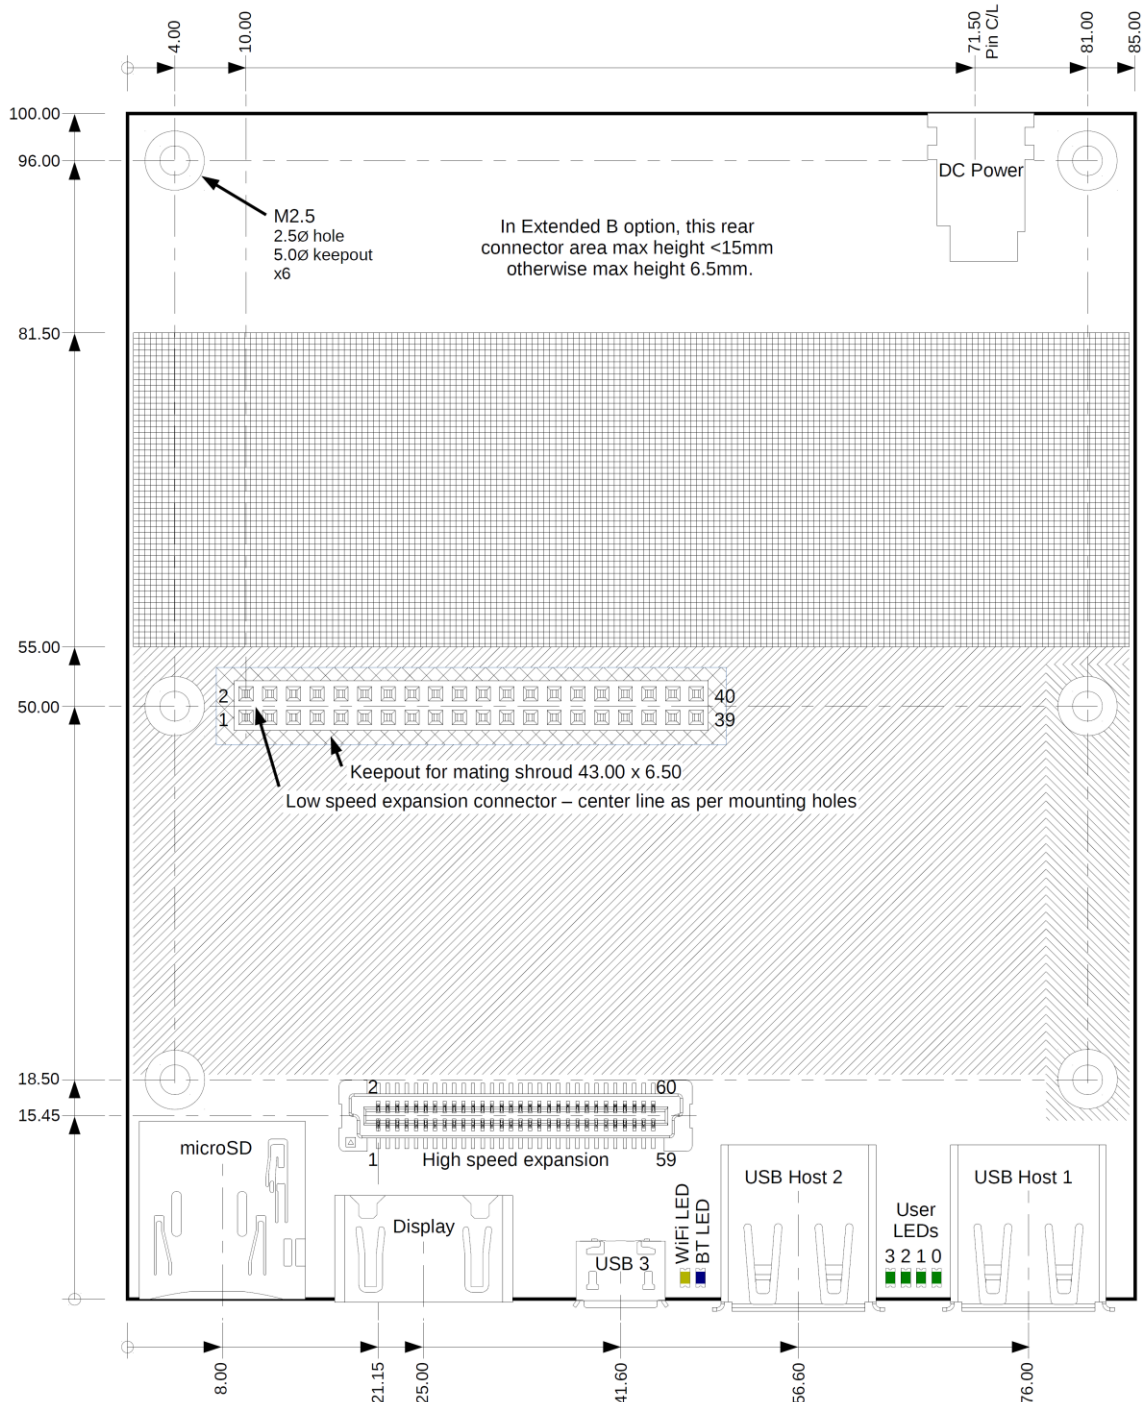 4.00
10.00
71.50
Pin C/L
81.00
85.00
100.00
96.00
DC Power
M2.5
2.5Ø hole
5.0Ø keepout
x6
In Extended B option, this rear
connector area max height <15mm
otherwise max height 6.5mm.
81.50
55.00
2
40
50.00
1
39
Keepout for mating shroud 43.00 x 6.50
Low speed expansion connector – center line as per mounting holes
18.50
2
60
15.45
microSD
1
High speed expansion
59
USB Host 2
USB Host 1
Display
WiFi LED
BT LED
User
LEDs
USB 3
3 2 1 0
8.00
21.15
25.00
41.60
56.60
76.00